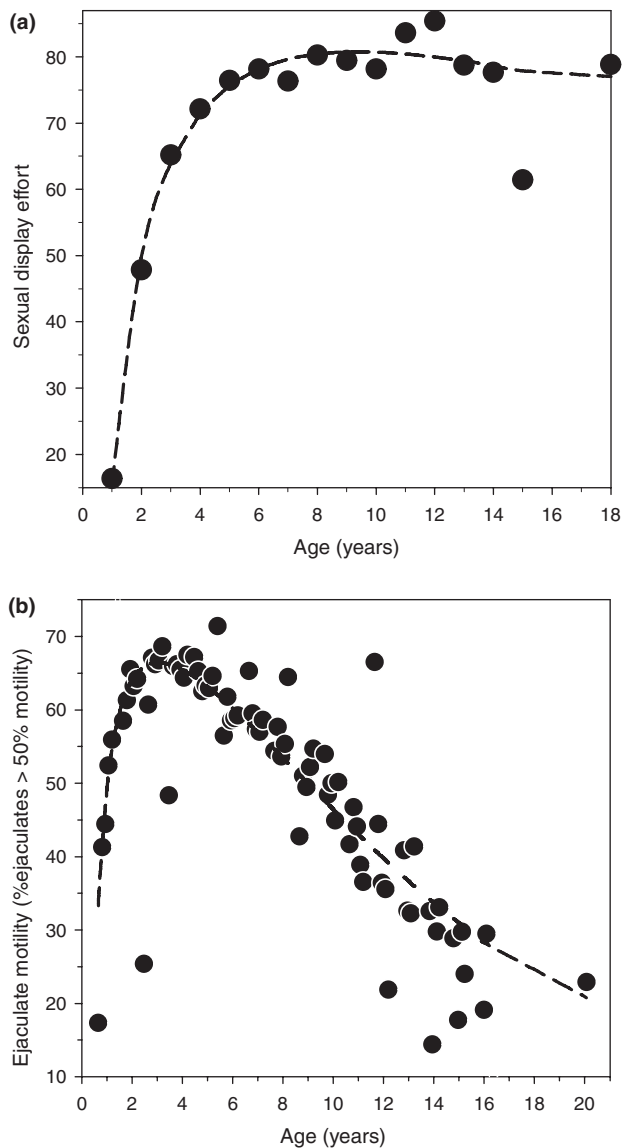 (a)
80
70
60
50
40
30
20
Sexual display effort
0 2 4 6 8 10 12 14 16 18
Age (years)
(b)
70
60
50
40
30
20
10
Ejaculate motility (%ejaculates > 50% motility)
0 2 4 6 8 10 12 14 16 18 20
Age (years)